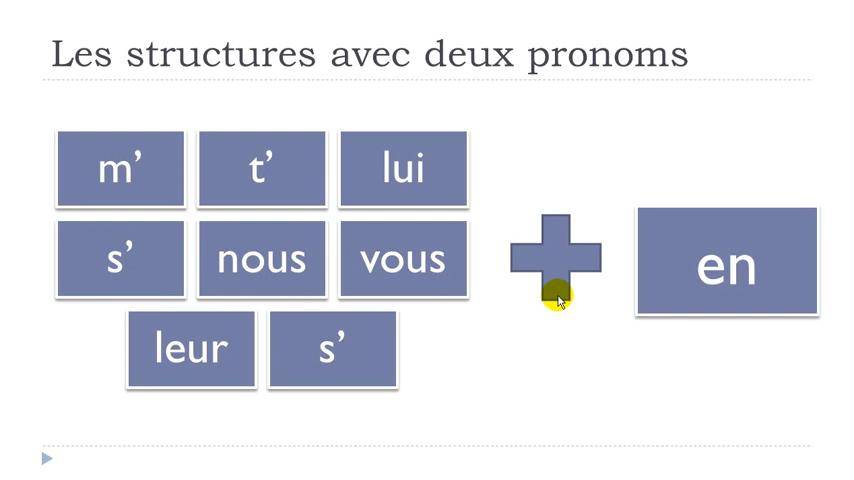 Les structures avec deux pronoms
m’ t’ lui
s’ nous vous
leur s’
en